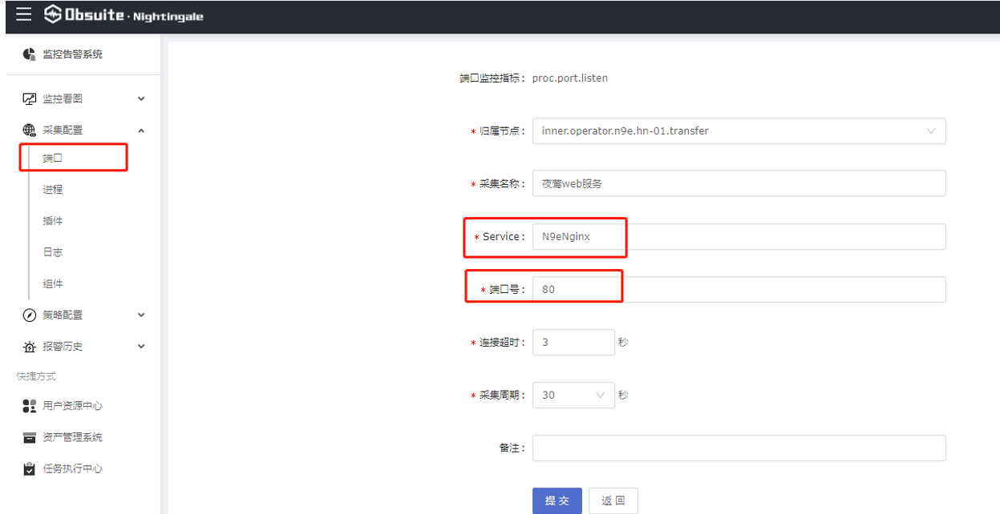 Obsuite · Nightingale
监控告警系统
监控看图
采集配置
端口
进程
插件
日志
组件
策略配置
报警历史
快捷方式
用户资源中心
资产管理系统
任务执行中心
端口监控指标： proc.port.listen
* 归属节点： inner.operator.n9e.hn-01.transfer
* 采集名称： 夜莺web服务
* Service： N9eNginx
* 端口号： 80
* 连接超时： 3 秒
* 采集周期： 30 秒
备注：
提交 返回